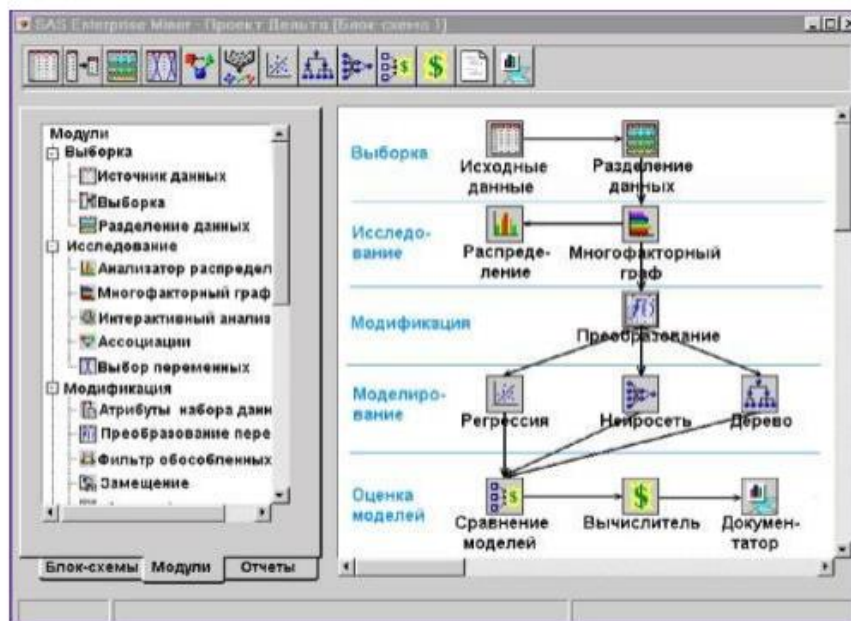 SAS Enterprise Miner - Проект Дельта [Блок-схема 1]
Модули
Выборка
Источник данных
Выборка
Разделение данных
Исследование
Анализатор распредел
Многофакторный граф
Интерактивный анализ
Ассоциации
Выбор переменных
Модификация
Атрибуты набора данн
Преобразование пере
Фильтр обособленных
Замещение
Блок-схемы Модули Отчеты
Выборка
Исходные
данные
Разделение
данных
Исследо-
вание
Распреде-
ление
Многофакторный
граф
Модификация
Преобразование
Моделиро-
вание
Регрессия
Нейросеть
Дерево
Оценка
моделей
Сравнение
моделей
Вычислитель
Докумен-
татор